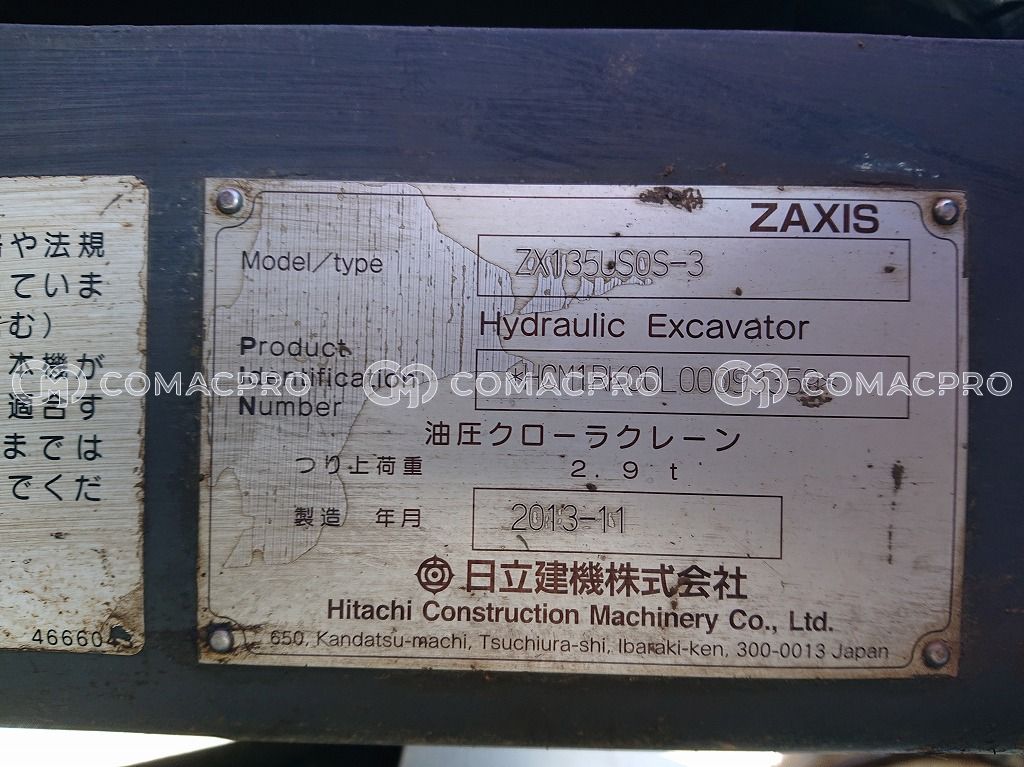 や法規
ていま
む)
本機が
適合す
までは
でくだ
46660
ZAXIS
Model/type
ZX135USOS-3
Hydraulic Excavator
Product
Identification
Number
油圧クローラクレーン
つり上荷重 2.9t
製造 年月 2013-11
日立建機株式会社
Hitachi Construction Machinery Co., Ltd.
650, Kandatsu-machi, Tsuchiura-shi, Ibaraki-ken, 300-0013 Japan
COMACPRO COMACPRO COMACPRO